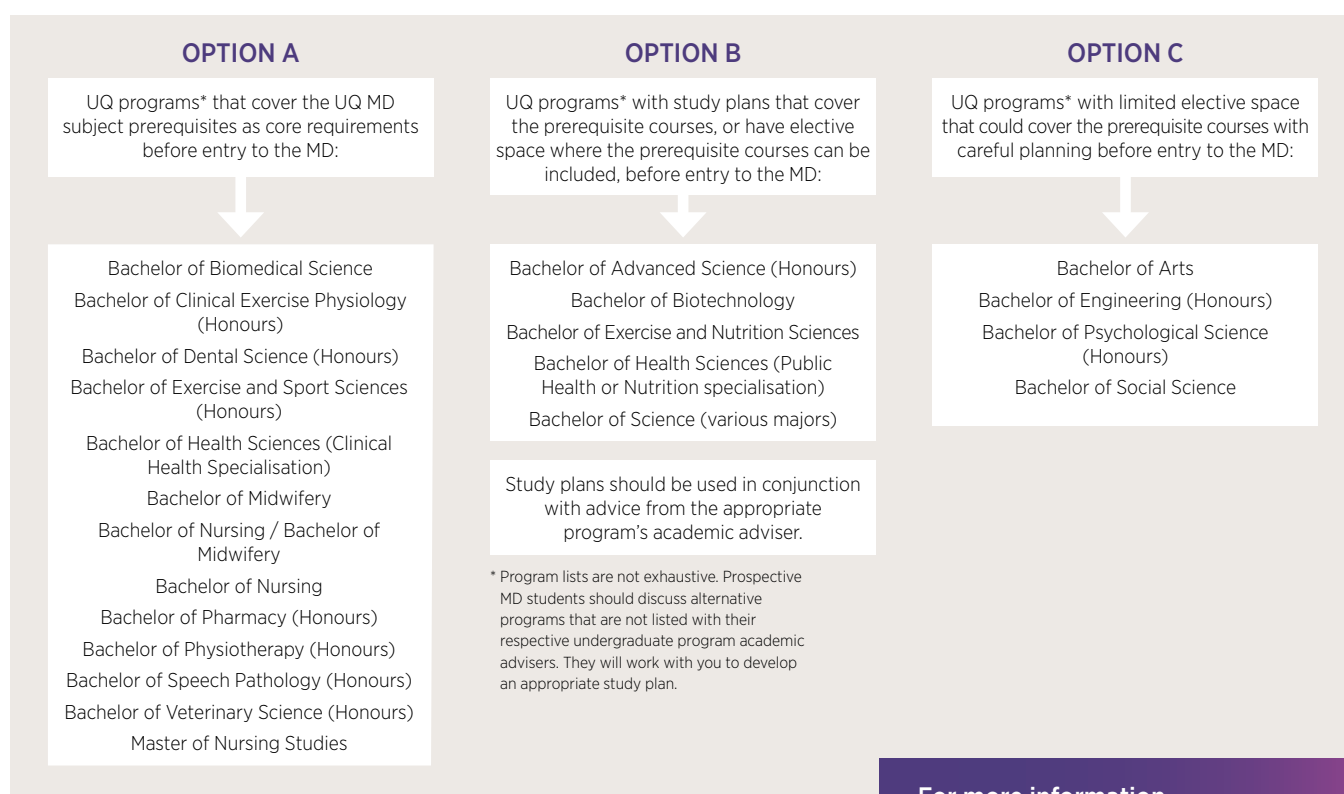 OPTION A
UQ programs* that cover the UQ MD
subject prerequisites as core requirements
before entry to the MD:
Bachelor of Biomedical Science
Bachelor of Clinical Exercise Physiology
(Honours)
Bachelor of Dental Science (Honours)
Bachelor of Exercise and Sport Sciences
(Honours)
Bachelor of Health Sciences (Clinical
Health Specialisation)
Bachelor of Midwifery
Bachelor of Nursing / Bachelor of
Midwifery
Bachelor of Nursing
Bachelor of Pharmacy (Honours)
Bachelor of Physiotherapy (Honours)
Bachelor of Speech Pathology (Honours)
Bachelor of Veterinary Science (Honours)
Master of Nursing Studies
OPTION B
UQ programs* with study plans that cover
the prerequisite courses, or have elective
space where the prerequisite courses can be
included, before entry to the MD:
Bachelor of Advanced Science (Honours)
Bachelor of Biotechnology
Bachelor of Exercise and Nutrition Sciences
Bachelor of Health Sciences (Public
Health or Nutrition specialisation)
Bachelor of Science (various majors)
Study plans should be used in conjunction
with advice from the appropriate
program's academic adviser.
* Program lists are not exhaustive. Prospective
MD students should discuss alternative
programs that are not listed with their
respective undergraduate program academic
advisers. They will work with you to develop
an appropriate study plan.
OPTION C
UQ programs* with limited elective space
that could cover the prerequisite courses with
careful planning before entry to the MD:
Bachelor of Arts
Bachelor of Engineering (Honours)
Bachelor of Psychological Science
(Honours)
Bachelor of Social Science
For more information